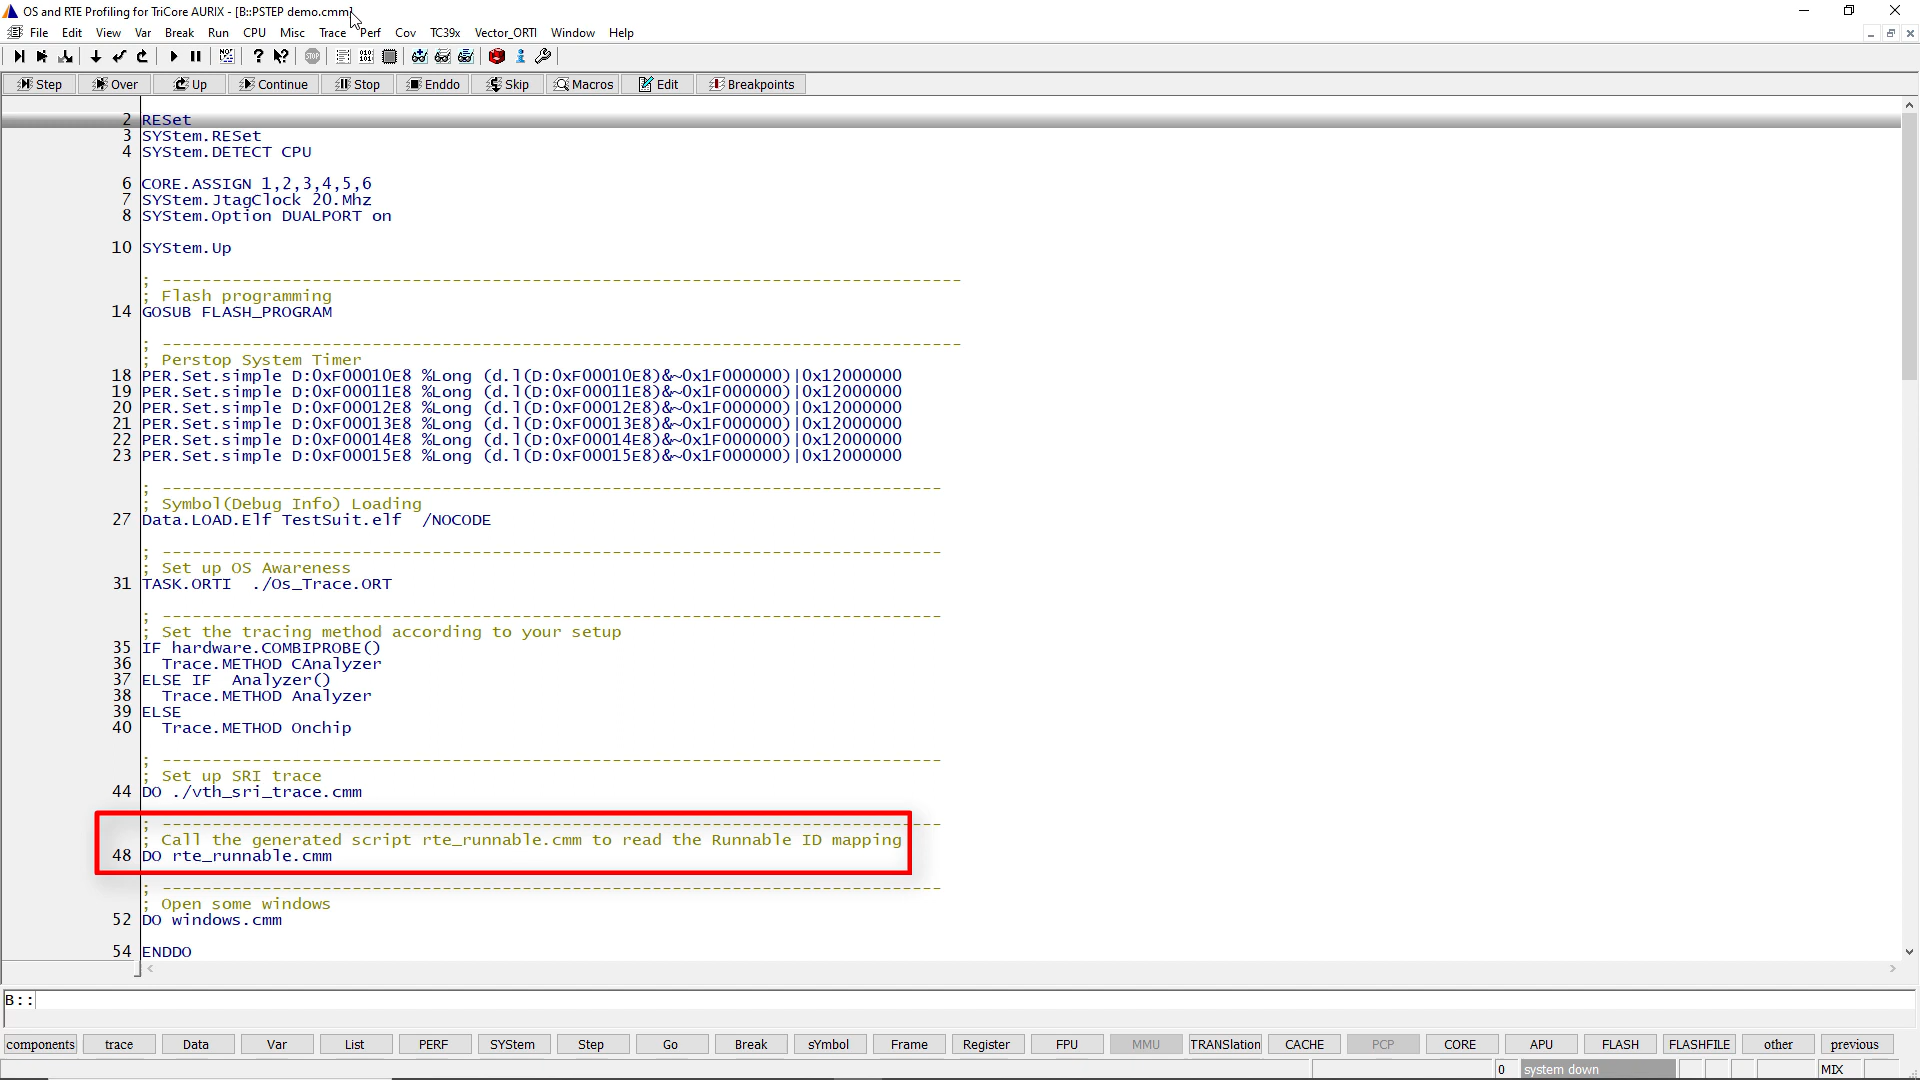 OS and RTE Profiling for TriCore AURIX - [B::PSTEP demo.cmm]
File Edit View Var Break Run CPU Misc Trace Perf Cov TC39x Vector_ORTI Window Help
Step Over Up Continue Stop Enddo Skip Macros Edit Breakpoints
2 RESet
3 SYStem.RESet
4 SYStem.DETECT CPU
6 CORE.ASSIGN 1,2,3,4,5,6
7 SYStem.JtagClock 20.Mhz
8 SYStem.Option DUALPORT on
10 SYStem.Up
; --------------------------------------------------------------------------------
; Flash programming
14 GOSUB FLASH_PROGRAM
; --------------------------------------------------------------------------------
; Perstop System Timer
18 PER.Set.simple D:0xF00010E8 %Long (d.l(D:0xF00010E8)&~0x1F000000)|0x12000000
19 PER.Set.simple D:0xF00011E8 %Long (d.l(D:0xF00011E8)&~0x1F000000)|0x12000000
20 PER.Set.simple D:0xF00012E8 %Long (d.l(D:0xF00012E8)&~0x1F000000)|0x12000000
21 PER.Set.simple D:0xF00013E8 %Long (d.l(D:0xF00013E8)&~0x1F000000)|0x12000000
22 PER.Set.simple D:0xF00014E8 %Long (d.l(D:0xF00014E8)&~0x1F000000)|0x12000000
23 PER.Set.simple D:0xF00015E8 %Long (d.l(D:0xF00015E8)&~0x1F000000)|0x12000000
; ------------------------------------------------------------------------------
; Symbol(Debug Info) Loading
27 Data.LOAD.Elf TestSuit.elf /NOCODE
; ------------------------------------------------------------------------------
; Set up OS Awareness
31 TASK.ORTI ./Os_Trace.ORT
; ------------------------------------------------------------------------------
; Set the tracing method according to your setup
35 IF hardware.COMBIPROBE()
36 Trace.METHOD CAnalyzer
37 ELSE IF Analyzer()
38 Trace.METHOD Analyzer
39 ELSE
40 Trace.METHOD Onchip
; ------------------------------------------------------------------------------
; Set up SRI trace
44 DO ./vth_sri_trace.cmm
; ------------------------------------------------------------------------------
; Call the generated script rte_runnable.cmm to read the Runnable ID mapping
48 DO rte_runnable.cmm
; ------------------------------------------------------------------------------
; Open some windows
52 DO windows.cmm
54 ENDDO
B::
components trace Data Var List PERF SYStem Step Go Break sYmbol Frame Register FPU MMU TRANSlation CACHE PCP CORE APU FLASH FLASHFILE other previous
0 system down MIX